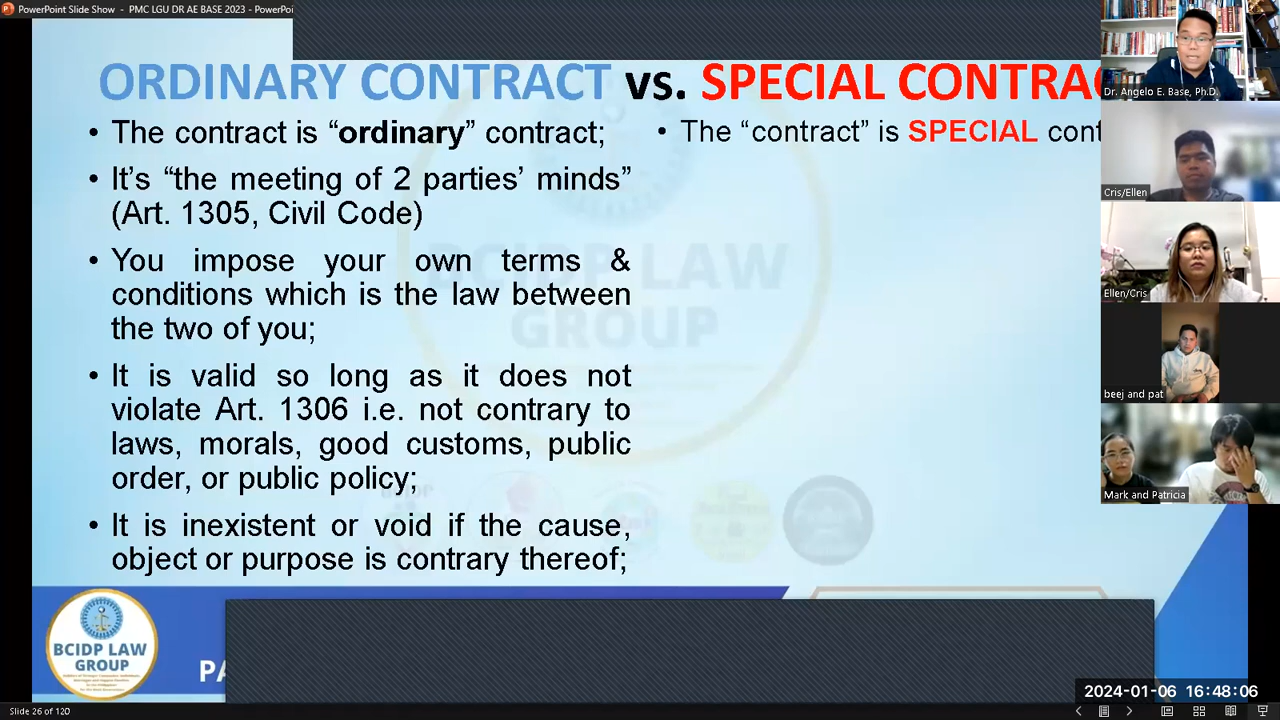 PowerPoint Slide Show - PMC LGU DR AE BASE 2023 - PowerPoi
ORDINARY CONTRACT vs. SPECIAL CONTRAC
• The contract is “ordinary” contract;
• It’s “the meeting of 2 parties’ minds”
(Art. 1305, Civil Code)
• You impose your own terms &
conditions which is the law between
the two of you;
• It is valid so long as it does not
violate Art. 1306 i.e. not contrary to
laws, morals, good customs, public
order, or public policy;
• It is inexistent or void if the cause,
object or purpose is contrary thereof;
• The “contract” is SPECIAL cont
BCIDP LAW
GROUP
Dr. Angelo E. Base, Ph.D.
Cris/Ellen
Ellen/Cris
beej and pat
Mark and Patricia
BCIDP LAW
GROUP
PA
2024-01-06 16:48:06
Slide 26 of 120